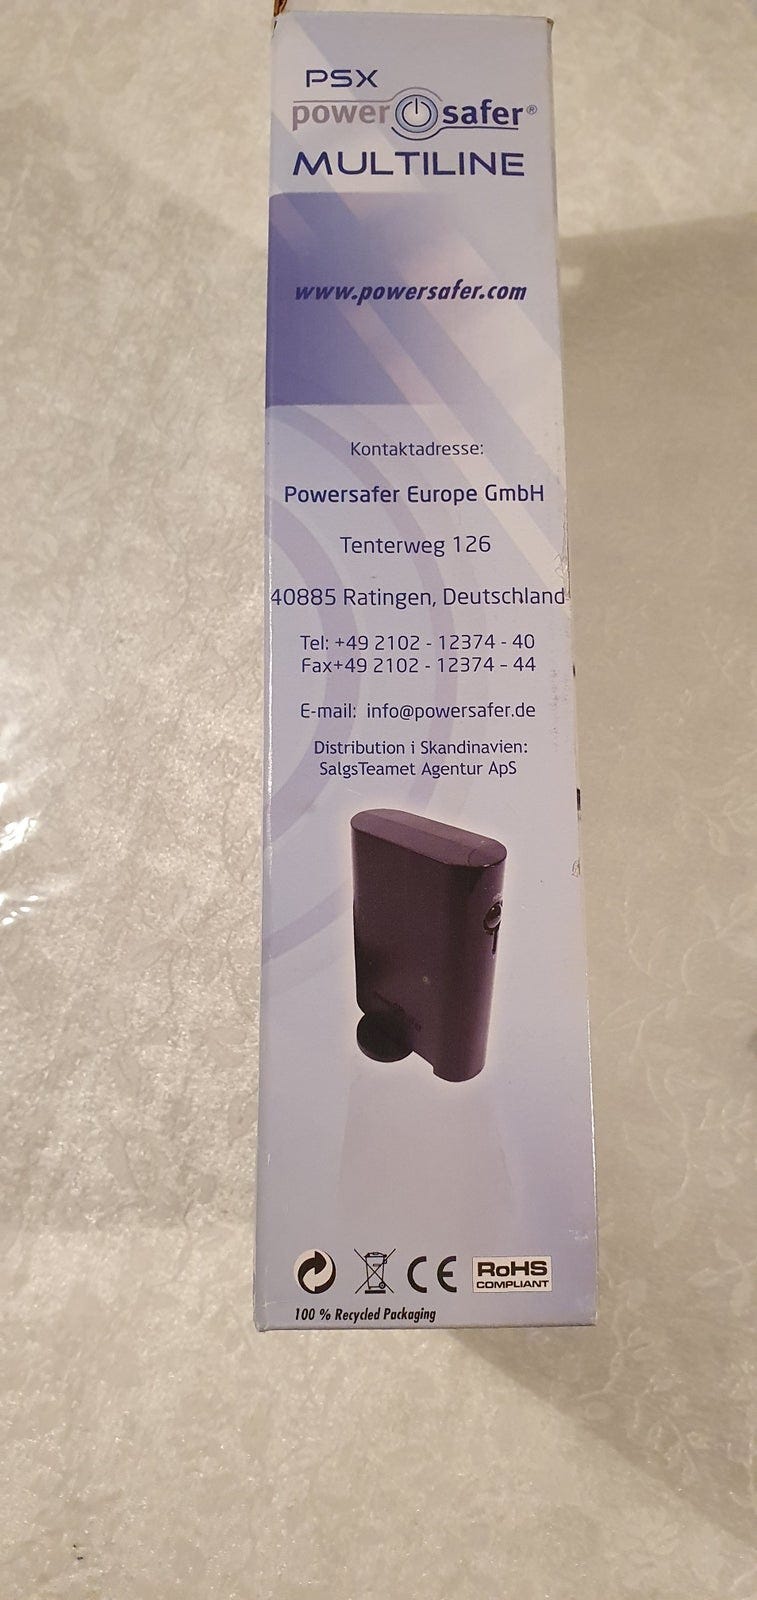 PSX
power safer®
MULTILINE
www.powersafer.com
Kontaktadresse:
Powersafer Europe GmbH
Tenterweg 126
40885 Ratingen, Deutschland
Tel: +49 2102 - 12374 - 40
Fax+49 2102 - 12374 - 44
E-mail: info@powersafer.de
Distribution i Skandinavien:
SalgsTeamet Agentur ApS
CE
RoHS
COMPLIANT
100 % Recycled Packaging